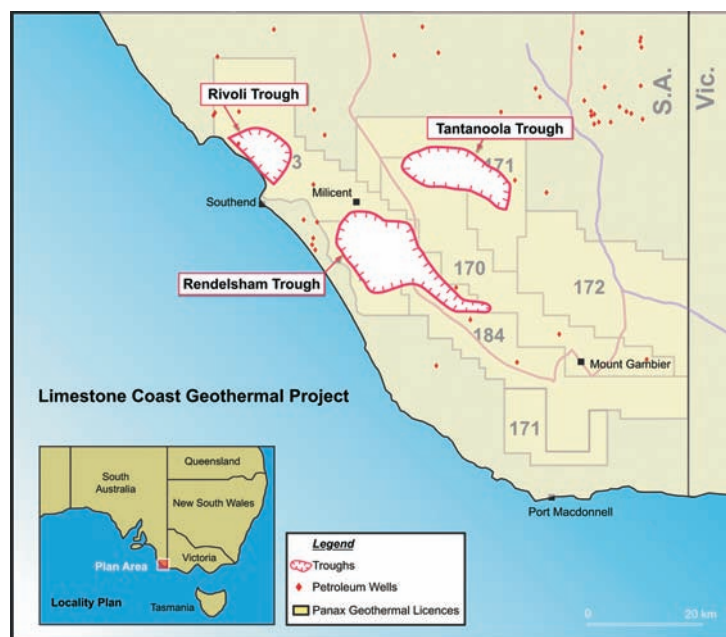 Rivoli Trough
Tantanoola Trough
S.A.
Vic.
3
171
Milicent
Southend
Rendelsham Trough
170
172
184
Mount Gambier
Limestone Coast Geothermal Project
171
Port Macdonnell
South
Australia
Queensland
New South Wales
Victoria
Plan Area
Tasmania
Locality Plan
Legend
Troughs
Petroleum Wells
Panax Geothermal Licences
0 20 km